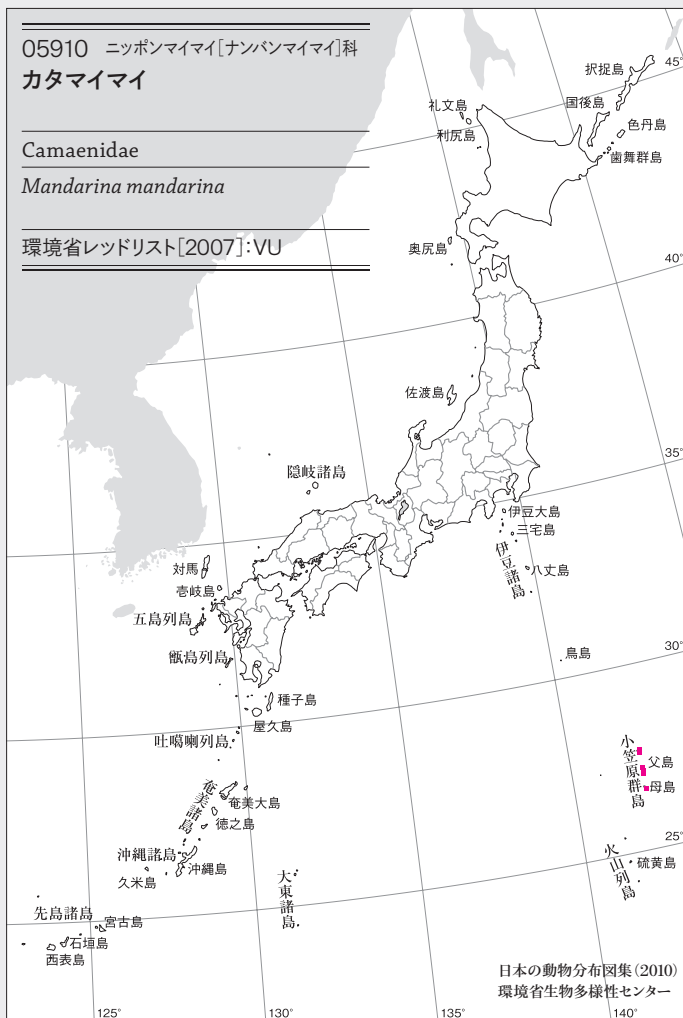 05910 ニッポンマイマイ[ナンバンマイマイ]科
カタマイマイ
Camaenidae
Mandarina mandarina
環境省レッドリスト[2007]:VU
45°
択捉島
国後島
礼文島
色丹島
利尻島
歯舞群島
奥尻島
40°
佐渡島
35°
隠岐諸島
伊豆大島
三宅島
伊豆諸島
八丈島
対馬
壱岐島
五島列島
甑島列島
鳥島
30°
種子島
屋久島
吐噶喇列島
小笠原群島
父島
母島
奄美諸島
奄美大島
徳之島
25°
沖縄諸島
沖縄島
久米島
火山列島
硫黄島
大東諸島
先島諸島
宮古島
石垣島
西表島
日本の動物分布図集(2010)
環境省生物多様性センター
125°
130°
135°
140°